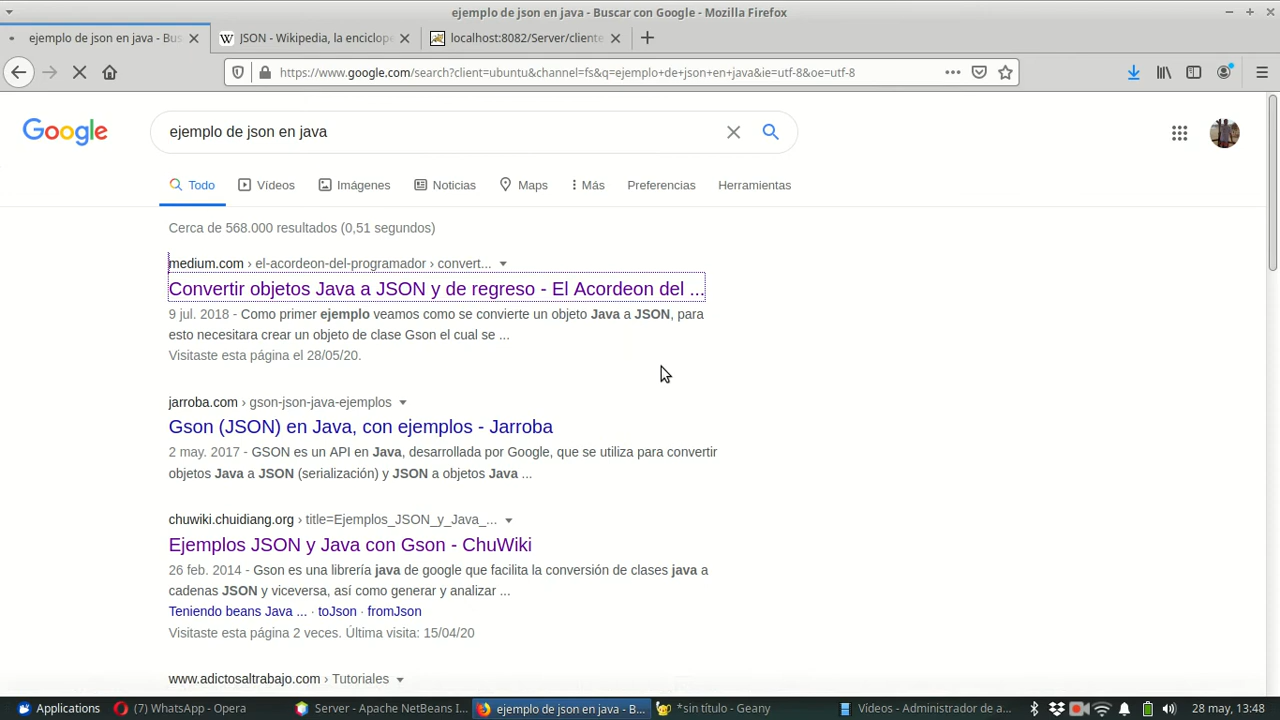 ejemplo de json en java - Buscar con Google - Mozilla Firefox
ejemplo de json en java - Bus
W JSON - Wikipedia, la enciclope
localhost:8082/Server/cliente
https://www.google.com/search?client=ubuntu&channel=fs&q=ejemplo+de+json+en+java&ie=utf-8&oe=utf-8
Google
ejemplo de json en java
Todo
Vídeos
Imágenes
Noticias
Maps
Más
Preferencias
Herramientas
Cerca de 568.000 resultados (0,51 segundos)
medium.com › el-acordeon-del-programador › convert...
Convertir objetos Java a JSON y de regreso - El Acordeon del ...
9 jul. 2018 - Como primer ejemplo veamos como se convierte un objeto Java a JSON, para
esto necesitara crear un objeto de clase Gson el cual se ...
Visitaste esta página el 28/05/20.
jarroba.com › gson-json-java-ejemplos
Gson (JSON) en Java, con ejemplos - Jarroba
2 may. 2017 - GSON es un API en Java, desarrollada por Google, que se utiliza para convertir
objetos Java a JSON (serialización) y JSON a objetos Java ...
chuwiki.chuidiang.org › title=Ejemplos_JSON_y_Java_...
Ejemplos JSON y Java con Gson - ChuWiki
26 feb. 2014 - Gson es una librería java de google que facilita la conversión de clases java a
cadenas JSON y viceversa, así como generar y analizar ...
Teniendo beans Java ... · toJson · fromJson
Visitaste esta página 2 veces. Última visita: 15/04/20
www.adictosaltrabajo.com › Tutoriales
Applications
(7) WhatsApp - Opera
Server - Apache NetBeans I...
ejemplo de json en java - B...
*sin título - Geany
Vídeos - Administrador de a...
28 may, 13:48